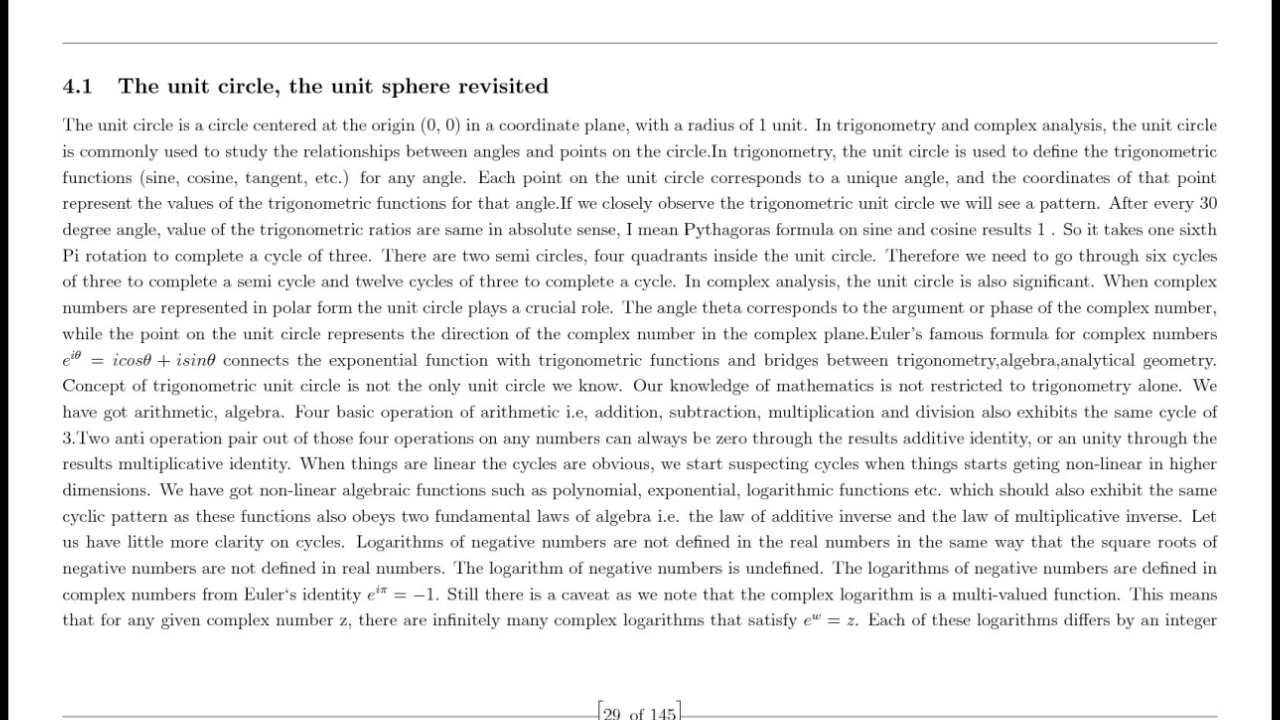 4.1 The unit circle, the unit sphere revisited
The unit circle is a circle centered at the origin (0, 0) in a coordinate plane, with a radius of 1 unit. In trigonometry and complex analysis, the unit circle
is commonly used to study the relationships between angles and points on the circle.In trigonometry, the unit circle is used to define the trigonometric
functions (sine, cosine, tangent, etc.) for any angle. Each point on the unit circle corresponds to a unique angle, and the coordinates of that point
represent the values of the trigonometric functions for that angle.If we closely observe the trigonometric unit circle we will see a pattern. After every 30
degree angle, value of the trigonometric ratios are same in absolute sense, I mean Pythagoras formula on sine and cosine results 1 . So it takes one sixth
Pi rotation to complete a cycle of three. There are two semi circles, four quadrants inside the unit circle. Therefore we need to go through six cycles
of three to complete a semi cycle and twelve cycles of three to complete a cycle. In complex analysis, the unit circle is also significant. When complex
numbers are represented in polar form the unit circle plays a crucial role. The angle theta corresponds to the argument or phase of the complex number,
while the point on the unit circle represents the direction of the complex number in the complex plane.Euler's famous formula for complex numbers
e^{iθ} = icosθ + isinθ connects the exponential function with trigonometric functions and bridges between trigonometry,algebra,analytical geometry.
Concept of trigonometric unit circle is not the only unit circle we know. Our knowledge of mathematics is not restricted to trigonometry alone. We
have got arithmetic, algebra. Four basic operation of arithmetic i.e, addition, subtraction, multiplication and division also exhibits the same cycle of
3.Two anti operation pair out of those four operations on any numbers can always be zero through the results additive identity, or an unity through the
results multiplicative identity. When things are linear the cycles are obvious, we start suspecting cycles when things starts geting non-linear in higher
dimensions. We have got non-linear algebraic functions such as polynomial, exponential, logarithmic functions etc. which should also exhibit the same
cyclic pattern as these functions also obeys two fundamental laws of algebra i.e. the law of additive inverse and the law of multiplicative inverse. Let
us have little more clarity on cycles. Logarithms of negative numbers are not defined in the real numbers in the same way that the square roots of
negative numbers are not defined in real numbers. The logarithm of negative numbers is undefined. The logarithms of negative numbers are defined in
complex numbers from Euler‘s identity e^{iπ} = −1. Still there is a caveat as we note that the complex logarithm is a multi-valued function. This means
that for any given complex number z, there are infinitely many complex logarithms that satisfy e^w = z. Each of these logarithms differs by an integer
[29 of 145]